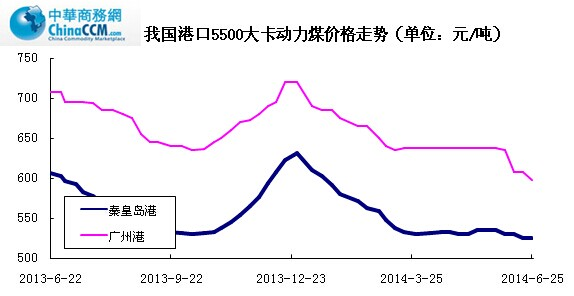 中華商務網
ChinaCCM.com
China Commodity Marketplace
我国港口5500大卡动力煤价格走势（单位：元/吨）
750
700
650
600
550
500
秦皇岛港
广州港
2013-6-22
2013-9-22
2013-12-23
2014-3-25
2014-6-25